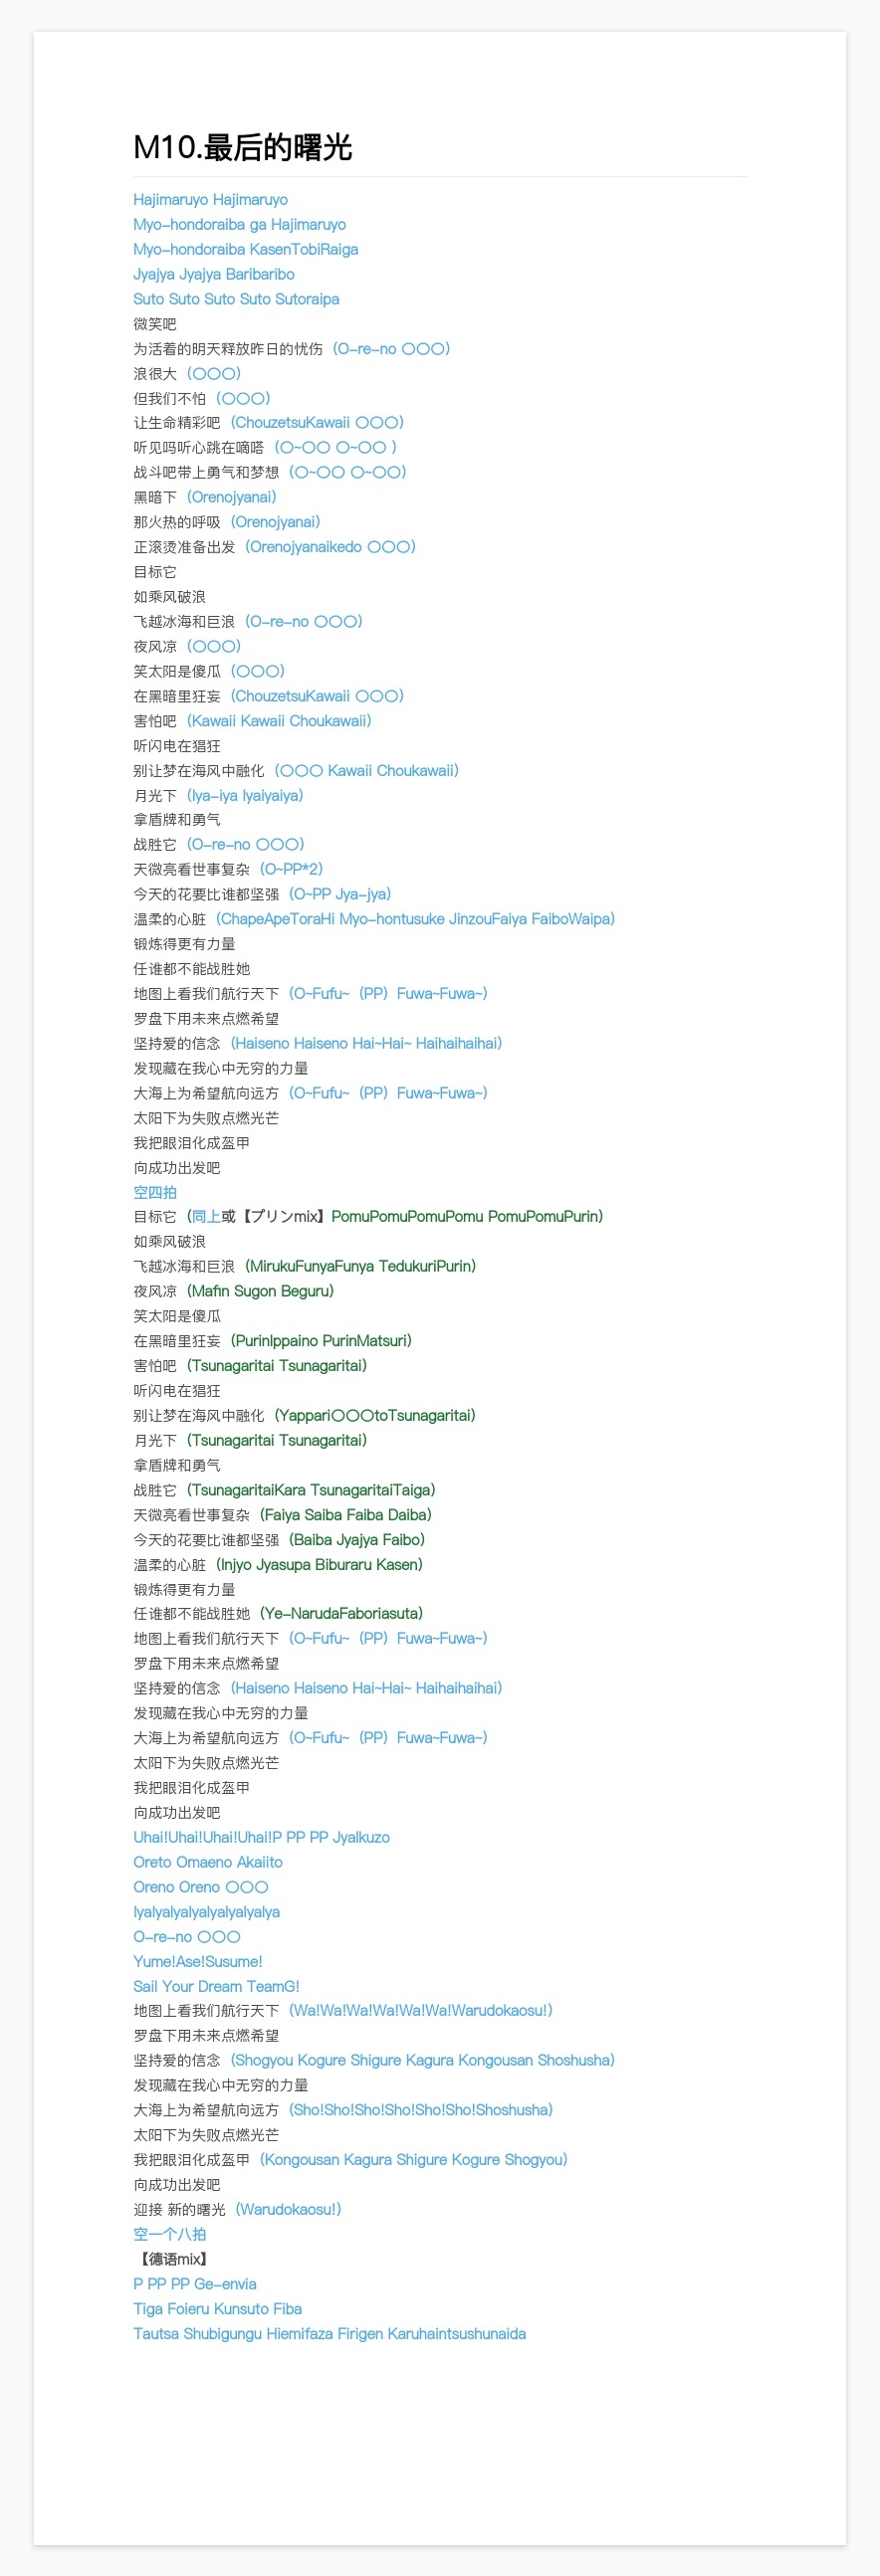 M10.最后的曙光
Hajimaruyo Hajimaruyo
Myo-hondoraiba ga Hajimaruyo
Myo-hondoraiba KasenTobiRaiga
Jyajya Jyajya Baribaribo
Suto Suto Suto Suto Sutoraipa
微笑吧
为活着的明天释放昨日的忧伤（O-re-no 〇〇〇）
浪很大（〇〇〇）
但我们不怕（〇〇〇）
让生命精彩吧（ChouzetsuKawaii 〇〇〇）
听见吗听心跳在嘀嗒（〇~〇〇 〇~〇〇 ）
战斗吧带上勇气和梦想（〇~〇〇 〇~〇〇）
黑暗下（Orenojyanai）
那火热的呼吸（Orenojyanai）
正滚烫准备出发（Orenojyanaikedo 〇〇〇）
目标它
如乘风破浪
飞越冰海和巨浪（O-re-no 〇〇〇）
夜风凉（〇〇〇）
笑太阳是傻瓜（〇〇〇）
在黑暗里狂妄（ChouzetsuKawaii 〇〇〇）
害怕吧（Kawaii Kawaii Choukawaii）
听闪电在猖狂
别让梦在海风中融化（〇〇〇 Kawaii Choukawaii）
月光下（Iya-iya Iyaiyaiya）
拿盾牌和勇气
战胜它（O-re-no 〇〇〇）
天微亮看世事复杂（O~PP*2）
今天的花要比谁都坚强（O~PP Jya-jya）
温柔的心脏（ChapeApeToraHi Myo-hontusuke JinzouFaiya FaiboWaipa）
锻炼得更有力量
任谁都不能战胜她
地图上看我们航行天下（O~Fufu~（PP）Fuwa~Fuwa~）
罗盘下用未来点燃希望
坚持爱的信念（Haiseno Haiseno Hai~Hai~ Haihaihaihai）
发现藏在我心中无穷的力量
大海上为希望航向远方（O~Fufu~（PP）Fuwa~Fuwa~）
太阳下为失败点燃光芒
我把眼泪化成盔甲
向成功出发吧
空四拍
目标它（同上或【プリンmix】PomuPomuPomuPomu PomuPomuPurin）
如乘风破浪
飞越冰海和巨浪（MirukuFunyaFunya TedukuriPurin）
夜风凉（Mafin Sugon Beguru）
笑太阳是傻瓜
在黑暗里狂妄（PurinIppaino PurinMatsuri）
害怕吧（Tsunagaritai Tsunagaritai）
听闪电在猖狂
别让梦在海风中融化（Yappari〇〇〇toTsunagaritai）
月光下（Tsunagaritai Tsunagaritai）
拿盾牌和勇气
战胜它（TsunagaritaiKara TsunagaritaiTaiga）
天微亮看世事复杂（Faiya Saiba Faiba Daiba）
今天的花要比谁都坚强（Baiba Jyajya Faibo）
温柔的心脏（Injyo Jyasupa Biburaru Kasen）
锻炼得更有力量
任谁都不能战胜她（Ye-NarudaFaboriasuta）
地图上看我们航行天下（O~Fufu~（PP）Fuwa~Fuwa~）
罗盘下用未来点燃希望
坚持爱的信念（Haiseno Haiseno Hai~Hai~ Haihaihaihai）
发现藏在我心中无穷的力量
大海上为希望航向远方（O~Fufu~（PP）Fuwa~Fuwa~）
太阳下为失败点燃光芒
我把眼泪化成盔甲
向成功出发吧
Uhai!Uhai!Uhai!Uhai!P PP PP JyaIkuzo
Oreto Omaeno Akaiito
Oreno Oreno 〇〇〇
IyaIyaIyaIyaIyaIyaIyaIya
O-re-no 〇〇〇
Yume!Ase!Susume!
Sail Your Dream TeamG!
地图上看我们航行天下（Wa!Wa!Wa!Wa!Wa!Wa!Warudokaosu!）
罗盘下用未来点燃希望
坚持爱的信念（Shogyou Kogure Shigure Kagura Kongousan Shoshusha）
发现藏在我心中无穷的力量
大海上为希望航向远方（Sho!Sho!Sho!Sho!Sho!Sho!Shoshusha）
太阳下为失败点燃光芒
我把眼泪化成盔甲（Kongousan Kagura Shigure Kogure Shogyou）
向成功出发吧
迎接 新的曙光（Warudokaosu!）
空一个八拍
【德语mix】
P PP PP Ge-envia
Tiga Foieru Kunsuto Fiba
Tautsa Shubigungu Hiemifaza Firigen Karuhaintsushunaida